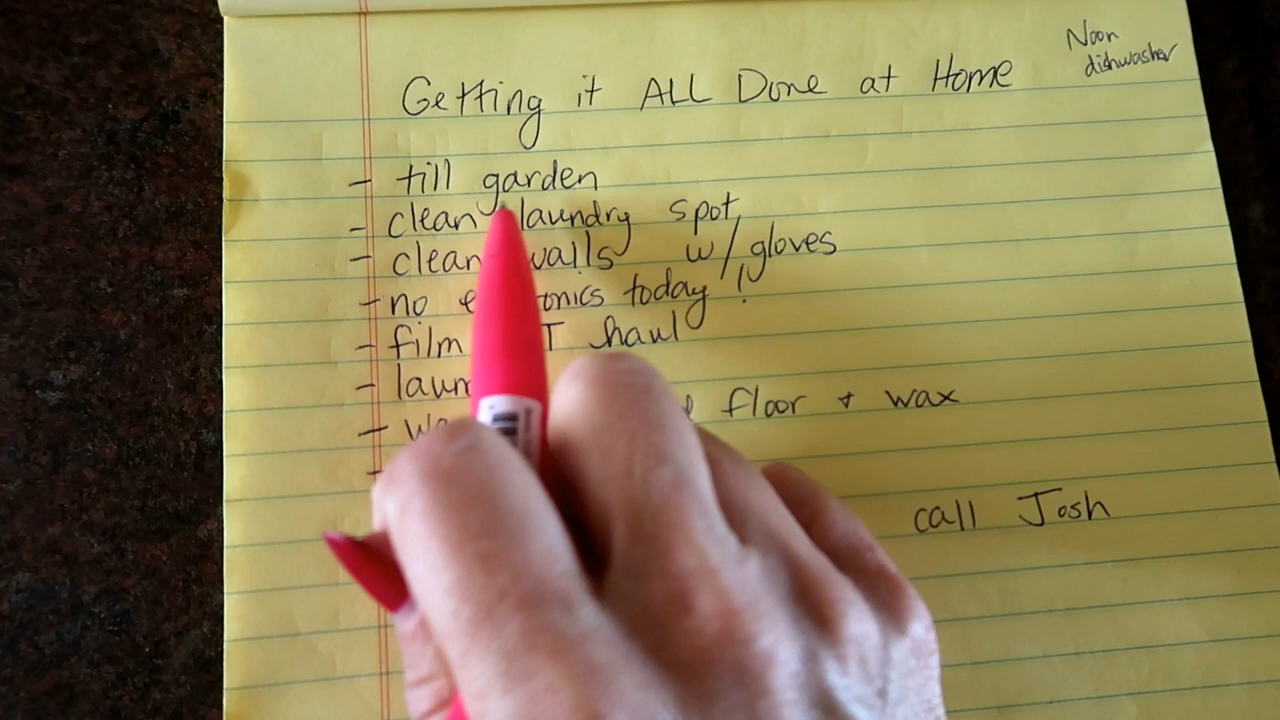 Noon
dishwasher
Getting it ALL Done at Home
- till garden
- clean laundry spot
- clean walls w/gloves
- no e onics today !
- film T haul
- laun
- floor + wax
-
call Josh